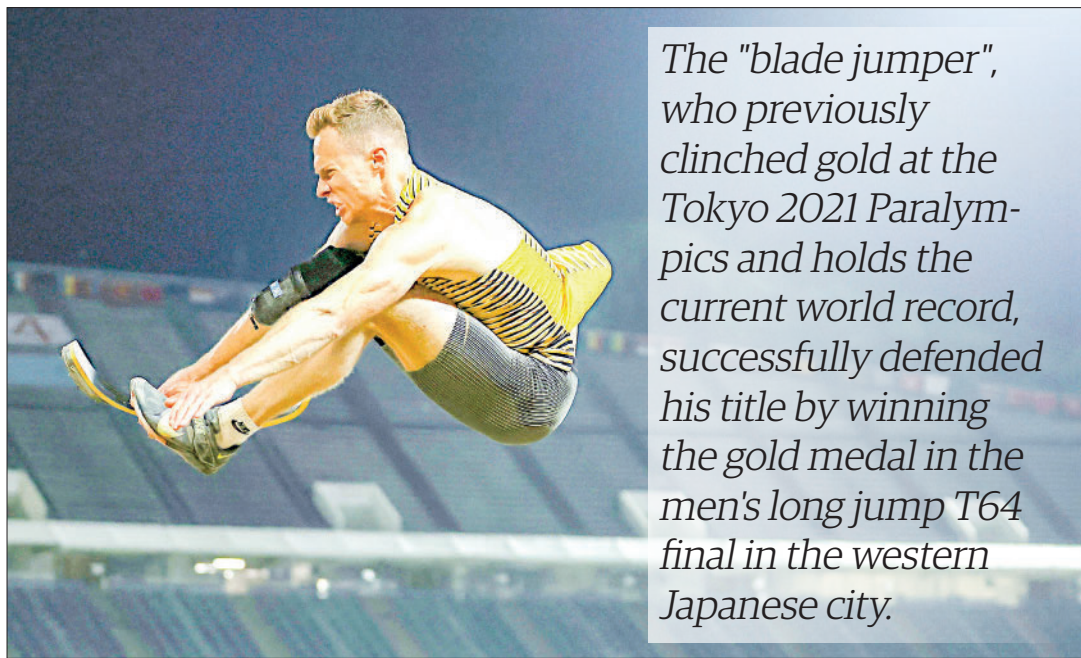 The "blade jumper",
who previously
clinched gold at the
Tokyo 2021 Paralym-
pics and holds the
current world record,
successfully defended
his title by winning
the gold medal in the
men's long jump T64
final in the western
Japanese city.